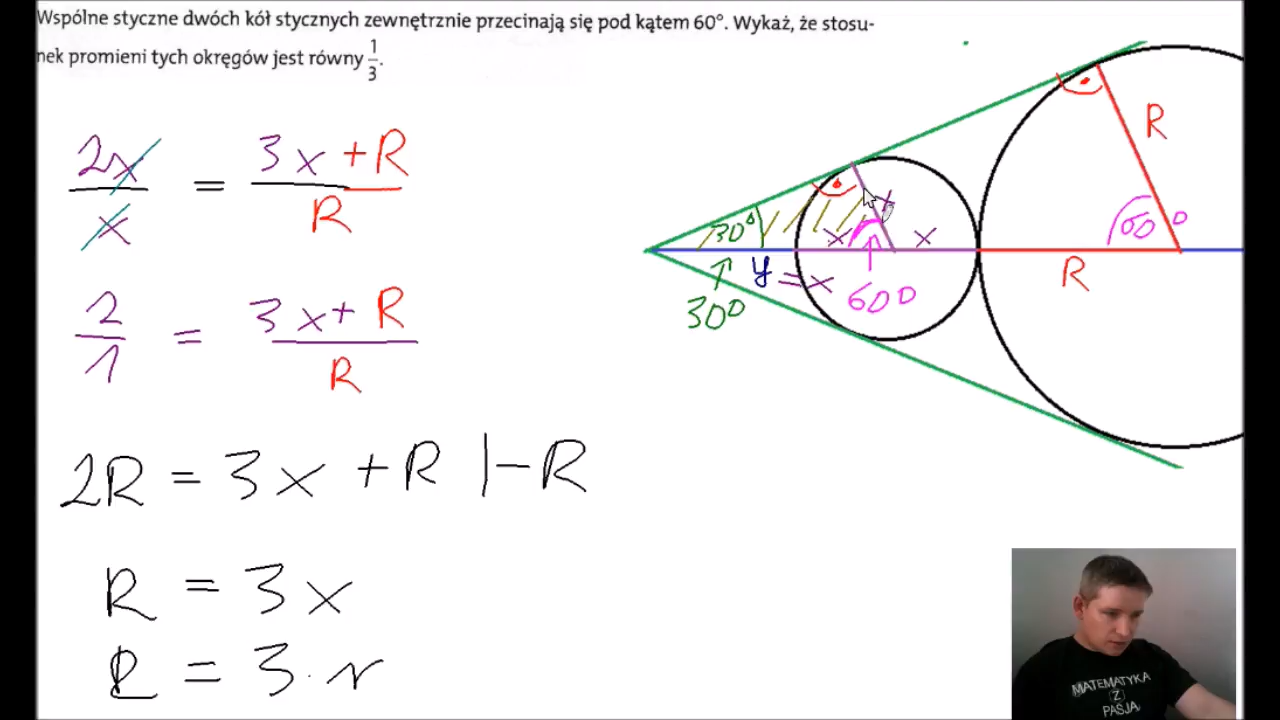 Wspólne styczne dwóch kół stycznych zewnętrznie przecinają się pod kątem 60°. Wykaż, że stosu-
nek promieni tych okręgów jest równy 1/3.
2x/x = 3x+R/R
2/1 = 3x+R/R
2R = 3x +R |-R
R = 3x
R = 3·r
R
60°
R
x
x
x
30°
y = x
60°
30°
MATEMATYKA
Z
PASJĄ